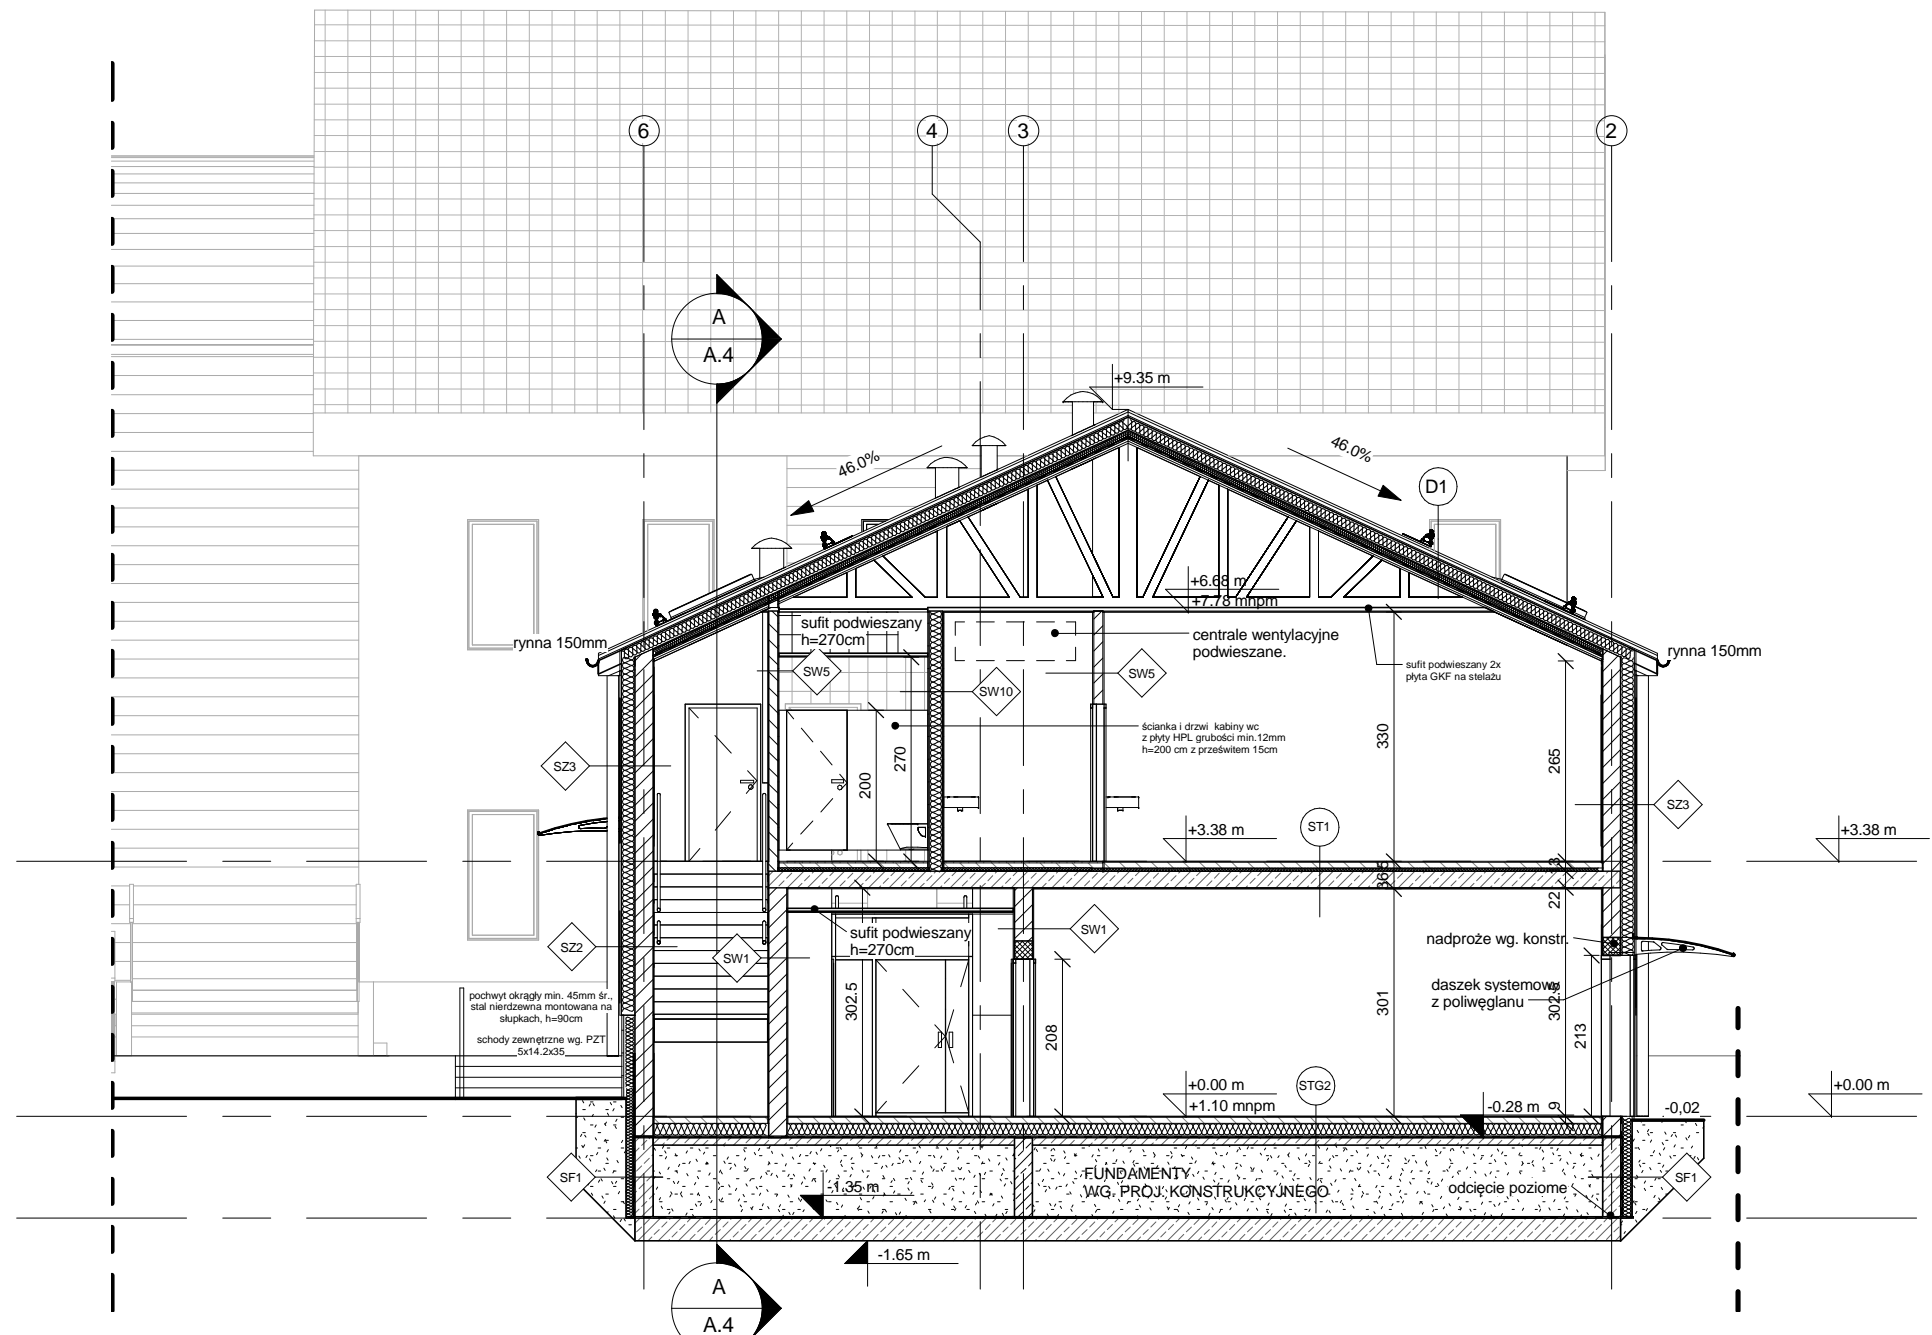 6
4
3
2
A
A.4
+9.35 m
46.0%
46.0%
D1
+6.68 m
+7.78 mnpm
sufit podwieszany
h=270cm
centrale wentylacyjne
podwieszane.
rynna 150mm
rynna 150mm
sufit podwieszany 2x
płyta GKF na stelażu
SW5
SW10
SW5
ścianka i drzwi kabiny wc
z płyty HPL grubości min.12mm
h=200 cm z prześwitem 15cm
330
265
270
200
SZ3
SZ3
+3.38 m
ST1
+3.38 m
36.5
13
22
sufit podwieszany
h=270cm
SW1
SW1
SZ2
nadproże wg. konstr.
daszek systemowy
z poliwęglanu
pochwyt okrągły min. 45mm śr.,
stal nierdzewna montowana na
słupkach, h=90cm
schody zewnętrzne wg. PZT
5x14.2x35
302.5
208
301
302.5
213
+0.00 m
+1.10 mnpm
STG2
-0.28 m
9
-0,02
+0.00 m
SF1
-1.35 m
FUNDAMENTY
WG. PROJ. KONSTRUKCYJNEGO
odcięcie poziome
SF1
-1.65 m
A
A.4